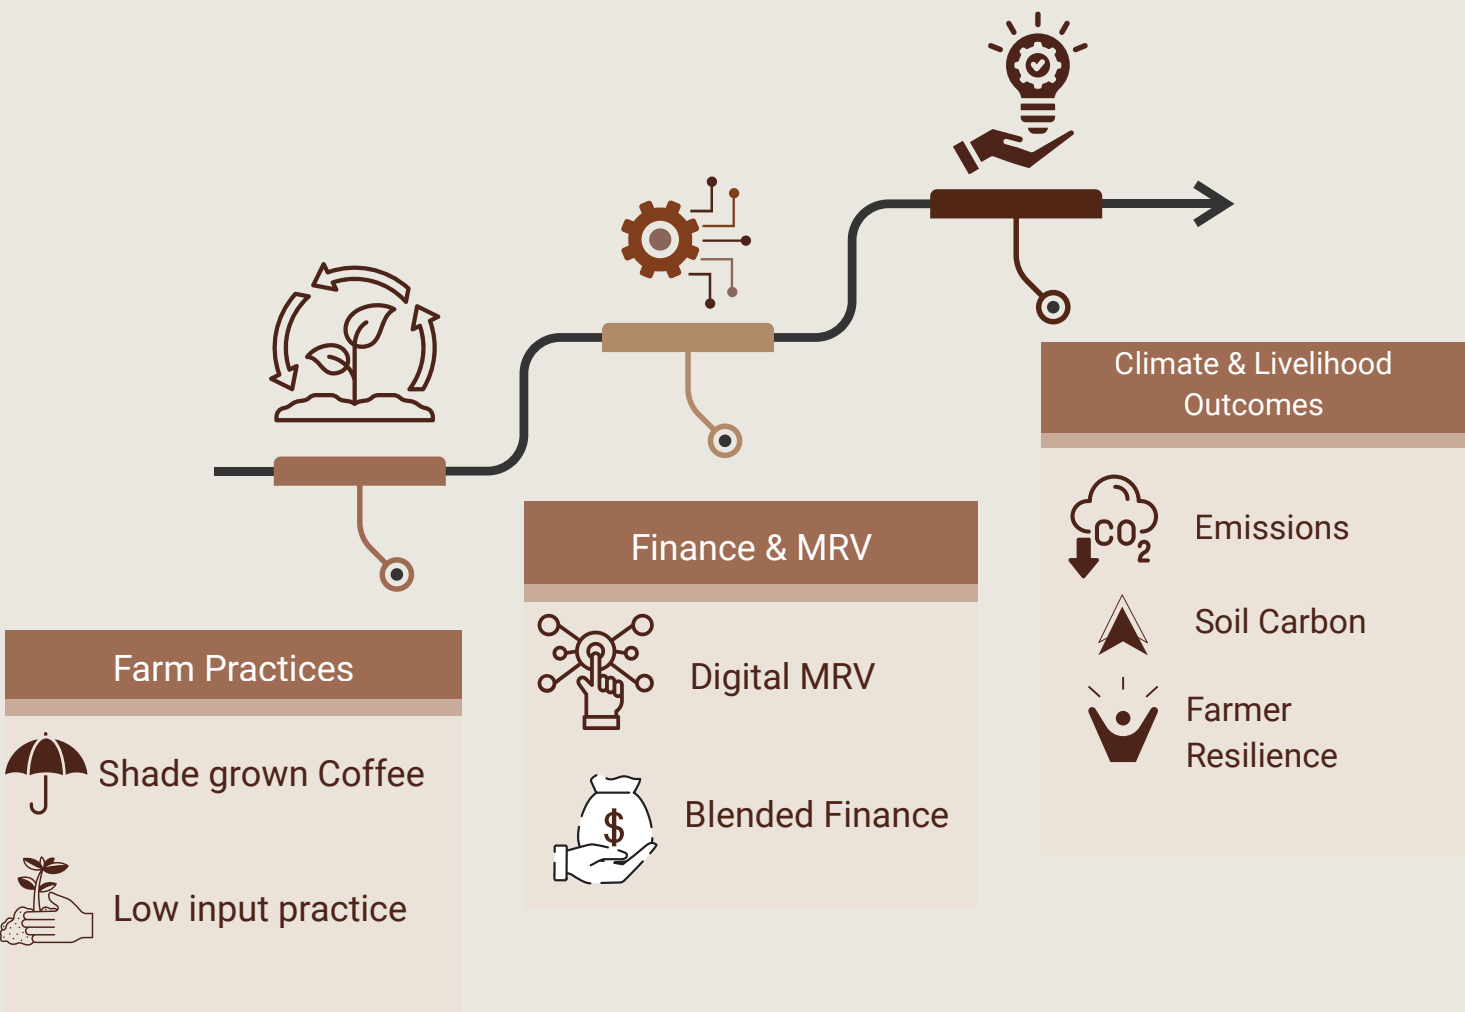 Farm Practices
Shade grown Coffee
Low input practice
Finance & MRV
Digital MRV
$
Blended Finance
Climate & Livelihood
Outcomes
CO2
Emissions
Soil Carbon
Farmer
Resilience